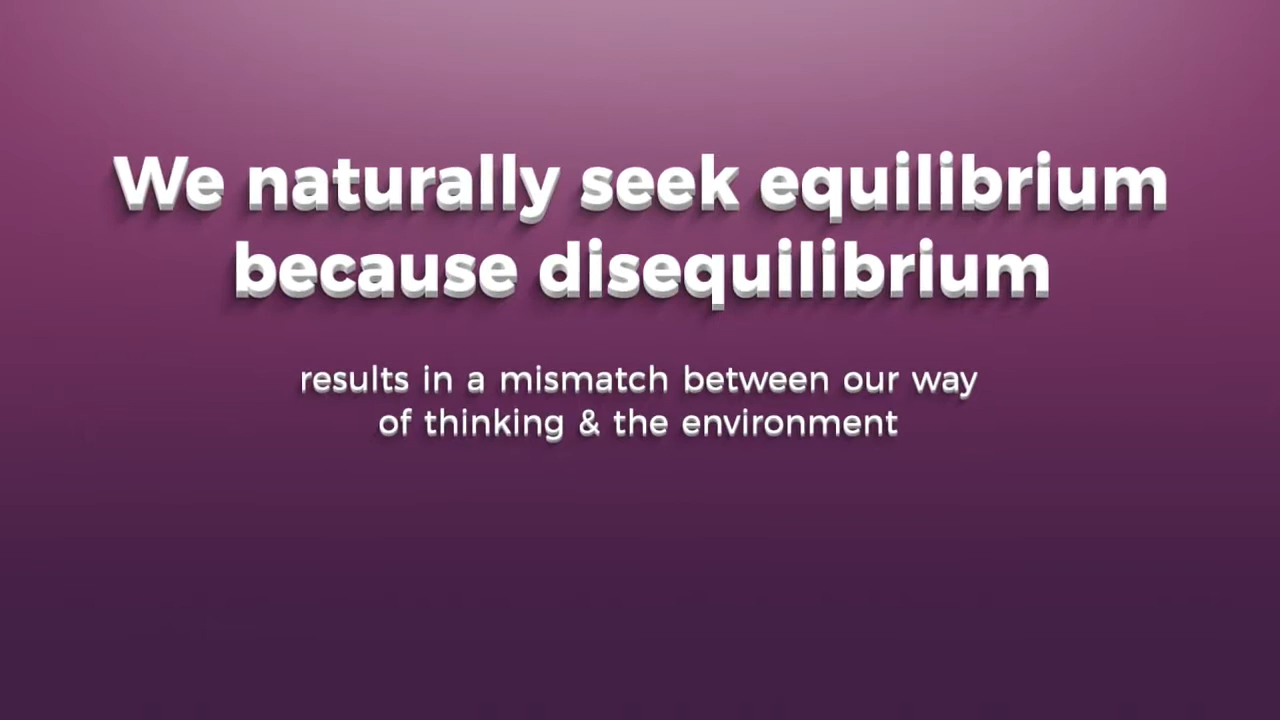 We naturally seek equilibrium
because disequilibrium
results in a mismatch between our way
of thinking & the environment